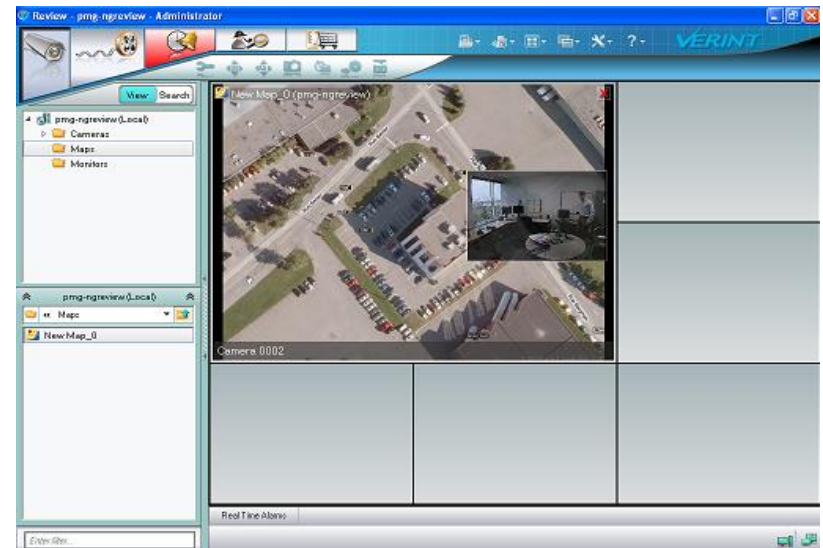 Review - pmg-ngreview - Administrator
VERINT
View
Search
pmg-ngreview (Local)
Cameras
Maps
Monitors
pmg-ngreview (Local)
Maps
New Map_0
Enter filter...
New Map_0 (pmg-ngreview)
Camera 0002
Real Time Alarms